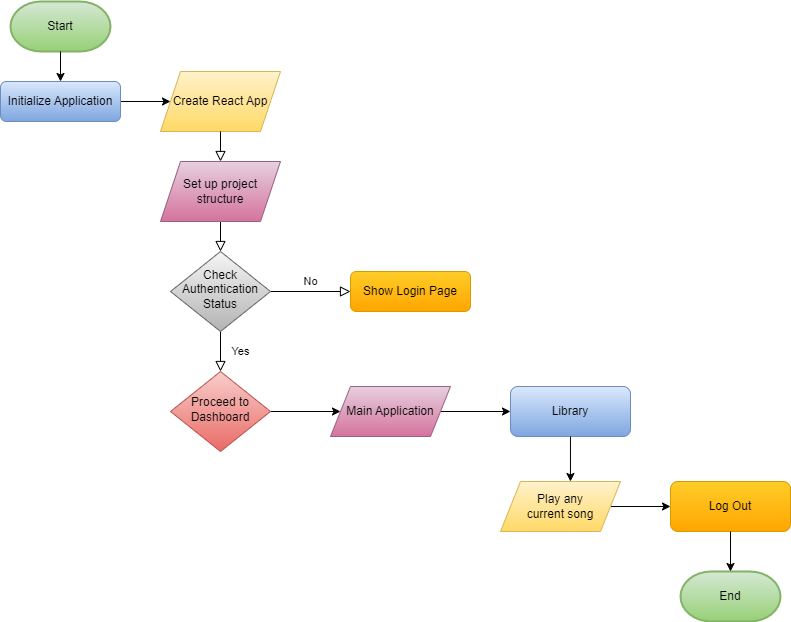 Start
Initialize Application
Create React App
Set up project
structure
Check
Authentication
Status
No
Show Login Page
Yes
Proceed to
Dashboard
Main Application
Library
Play any
current song
Log Out
End